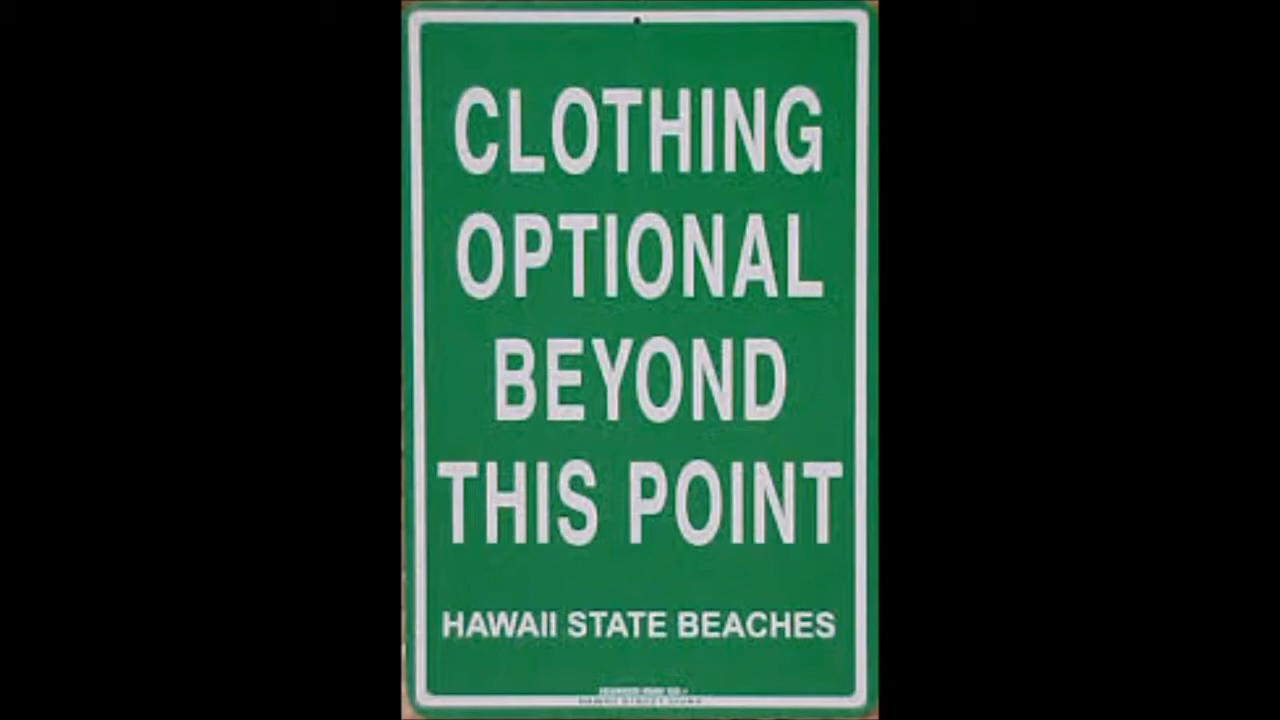 CLOTHING
OPTIONAL
BEYOND
THIS POINT
HAWAII STATE BEACHES